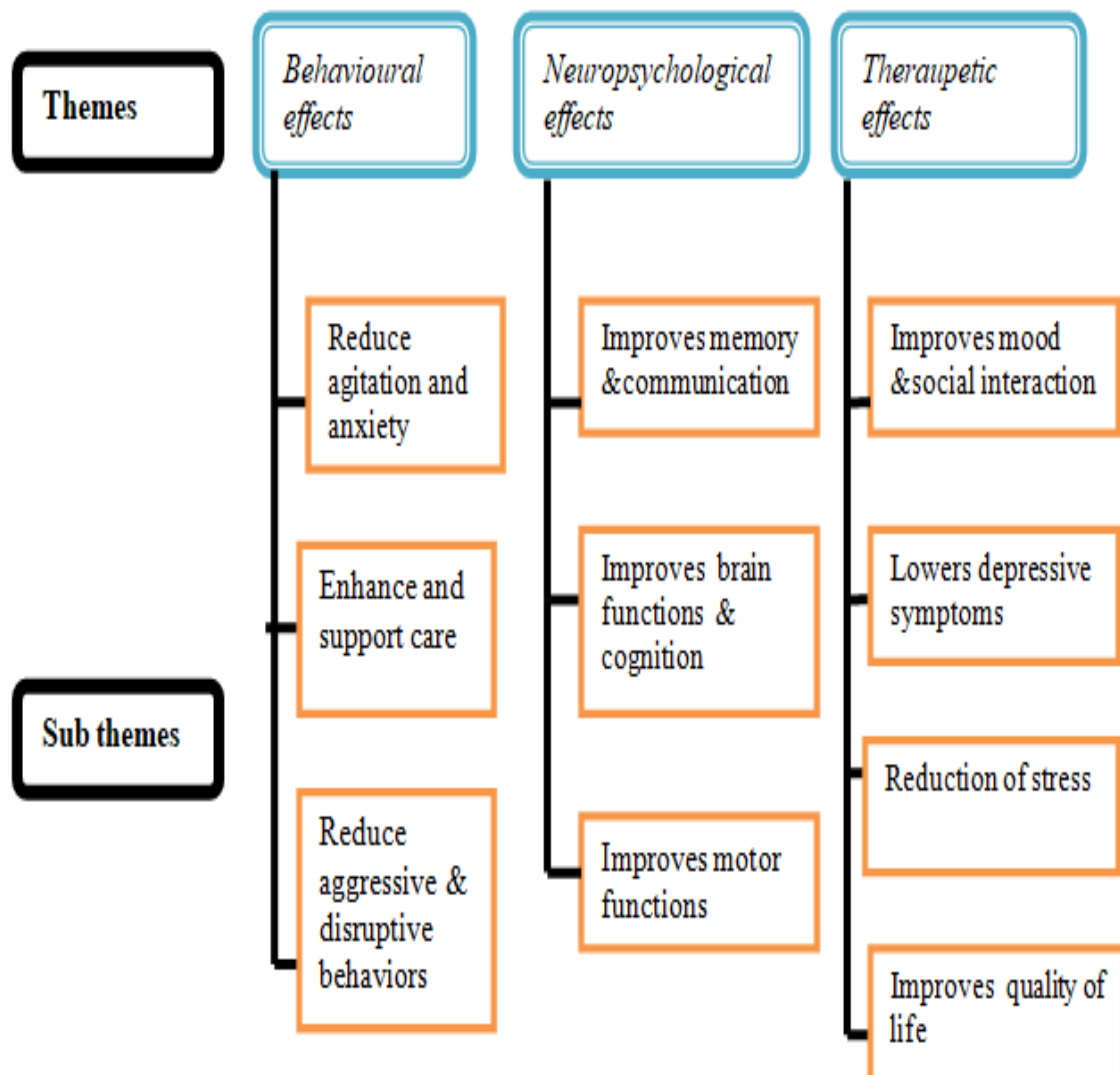 Themes
Behavioural
effects
Neuropsychological
effects
Theraupetic
effects
Sub themes
Reduce
agitation and
anxiety
Enhance and
support care
Reduce
aggressive &
disruptive
behaviors
Improves memory
&communication
Improves brain
functions &
cognition
Improves motor
functions
Improves mood
&social interaction
Lowers depressive
symptoms
Reduction of stress
Improves quality of
life